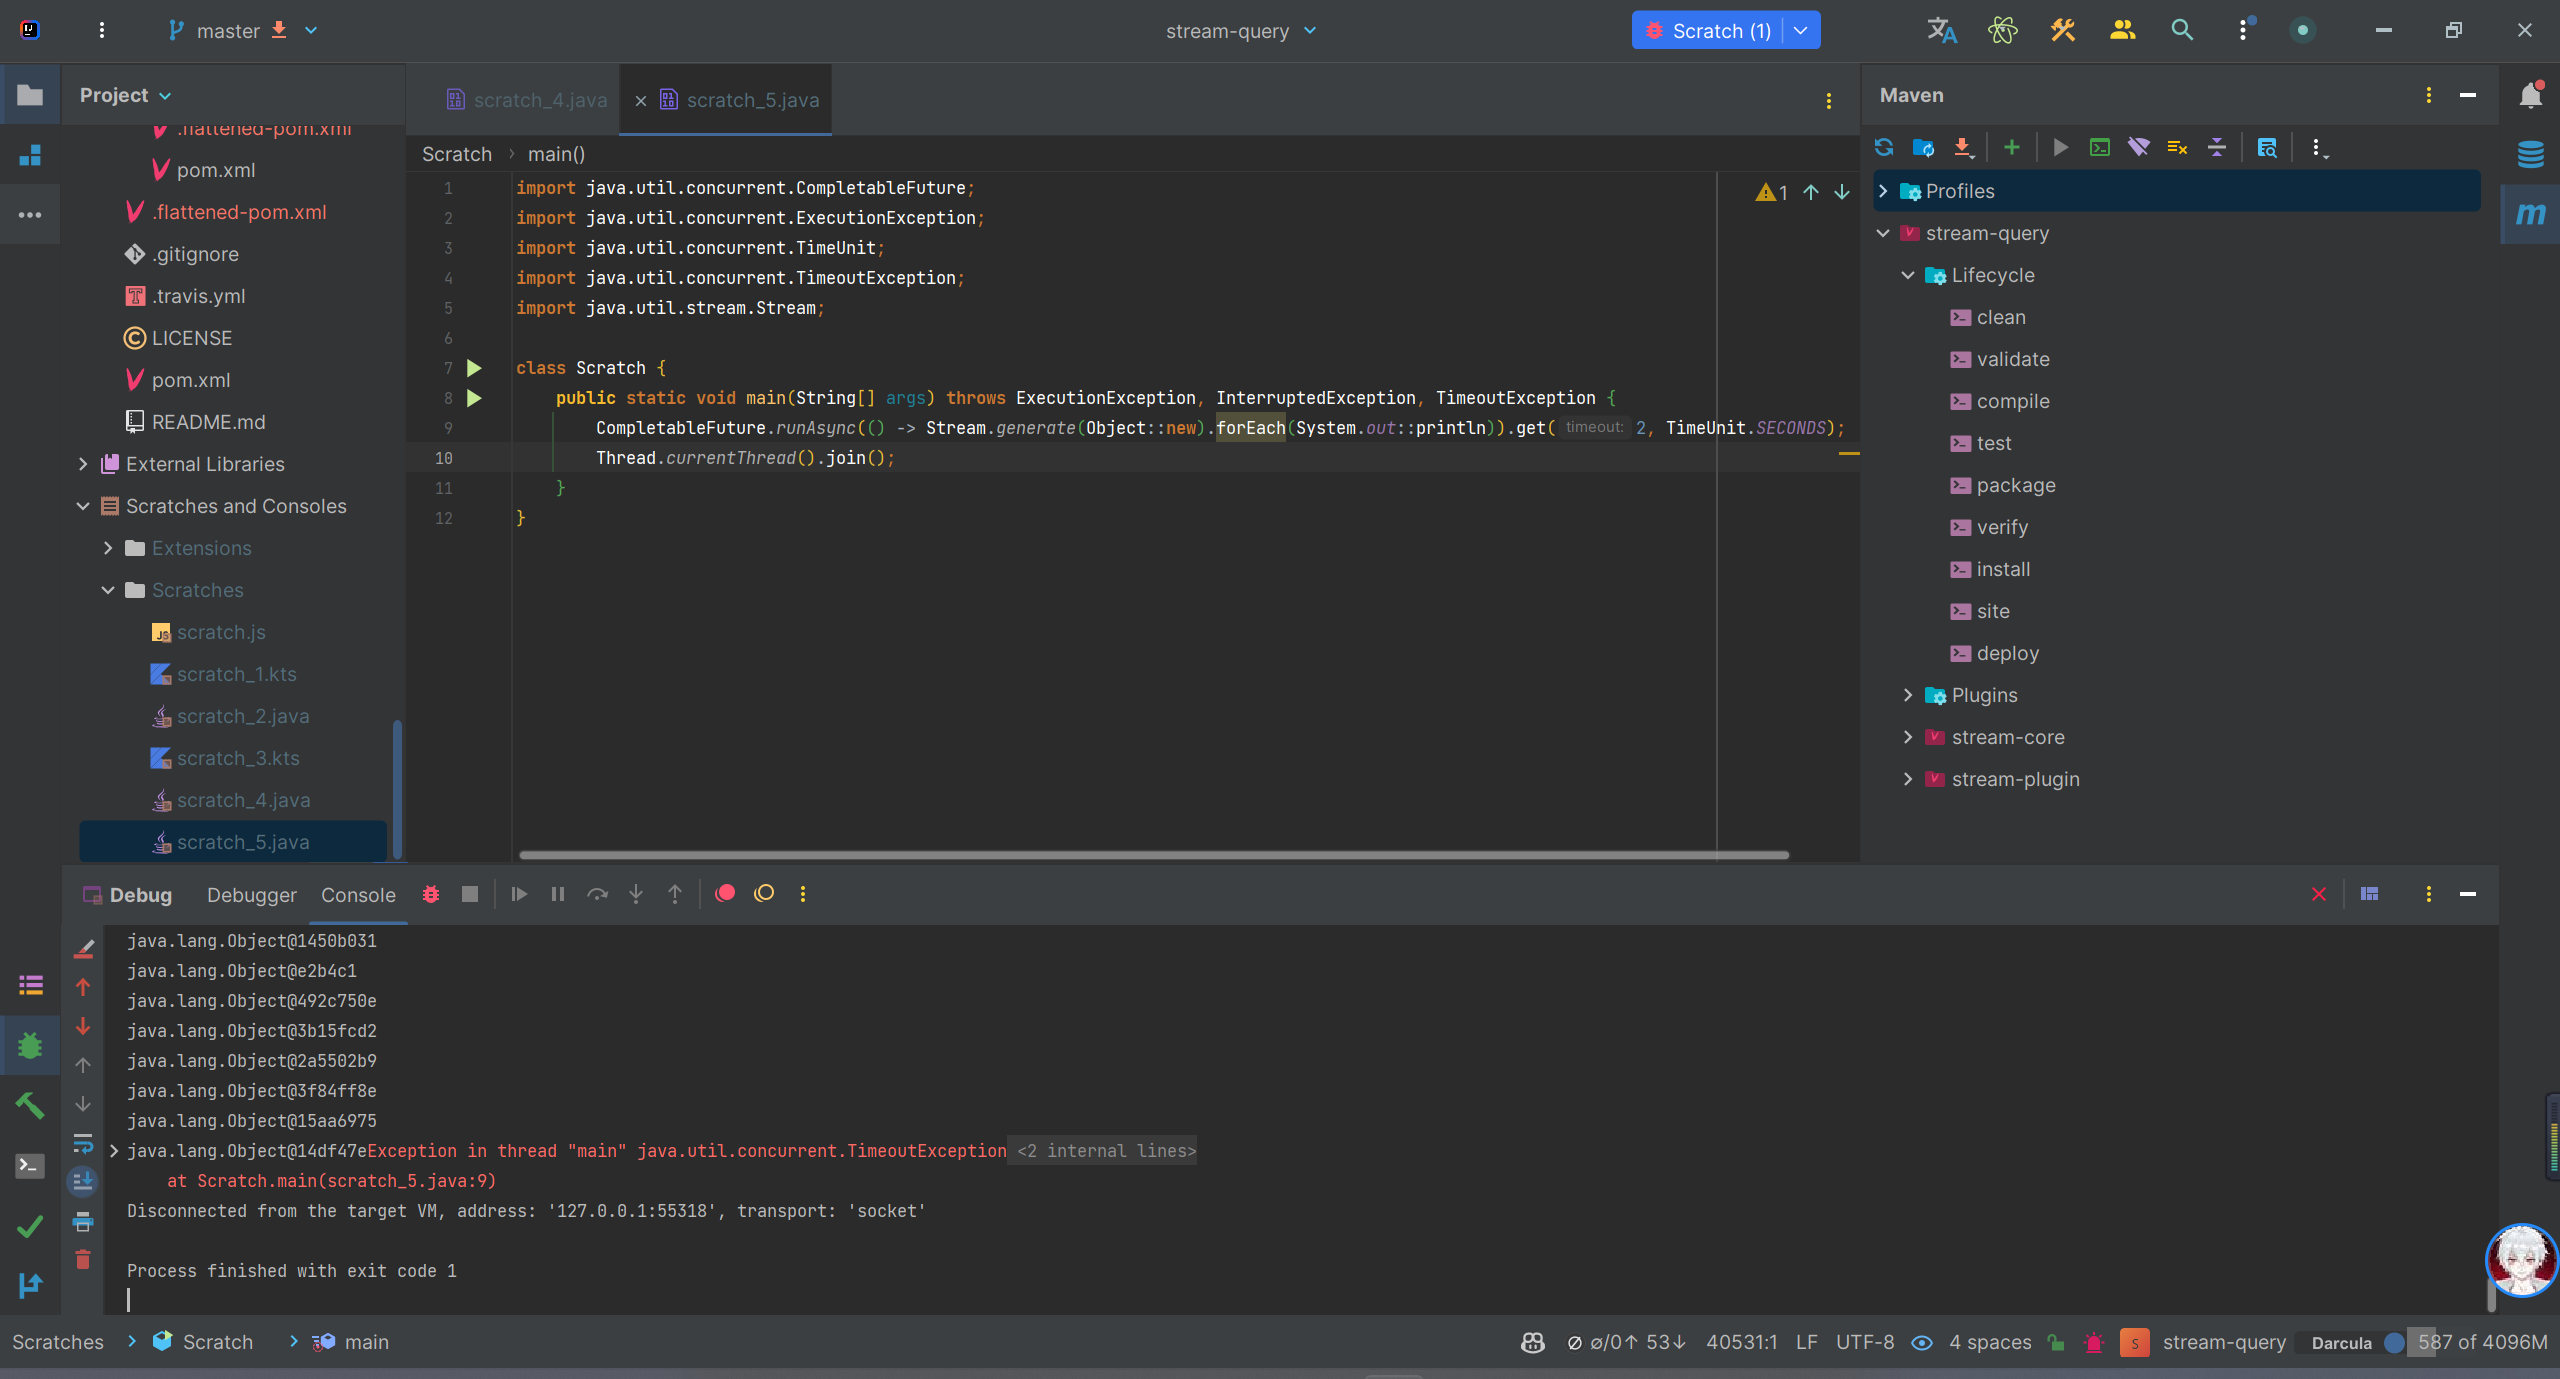 master
stream-query
Scratch (1)
Project
.flattened-pom.xml
pom.xml
.flattened-pom.xml
.gitignore
.travis.yml
LICENSE
pom.xml
README.md
External Libraries
Scratches and Consoles
Extensions
Scratches
scratch.js
scratch_1.kts
scratch_2.java
scratch_3.kts
scratch_4.java
scratch_5.java
scratch_4.java
scratch_5.java
Scratch > main()
1 import java.util.concurrent.CompletableFuture;
2 import java.util.concurrent.ExecutionException;
3 import java.util.concurrent.TimeUnit;
4 import java.util.concurrent.TimeoutException;
5 import java.util.stream.Stream;
6
7 class Scratch {
8 public static void main(String[] args) throws ExecutionException, InterruptedException, TimeoutException {
9 CompletableFuture.runAsync(() -> Stream.generate(Object::new).forEach(System.out::println)).get( timeout: 2, TimeUnit.SECONDS);
10 Thread.currentThread().join();
11 }
12 }
1
Maven
Profiles
stream-query
Lifecycle
clean
validate
compile
test
package
verify
install
site
deploy
Plugins
stream-core
stream-plugin
m
Debug Debugger Console
java.lang.Object@1450b031
java.lang.Object@e2b4c1
java.lang.Object@492c750e
java.lang.Object@3b15fcd2
java.lang.Object@2a5502b9
java.lang.Object@3f84ff8e
java.lang.Object@15aa6975
java.lang.Object@14df47eException in thread "main" java.util.concurrent.TimeoutException <2 internal lines>
at Scratch.main(scratch_5.java:9)
Disconnected from the target VM, address: '127.0.0.1:55318', transport: 'socket'
Process finished with exit code 1
Scratches > Scratch > main
∅/0↑ 53↓ 40531:1 LF UTF-8 4 spaces S stream-query Darcula 587 of 4096M